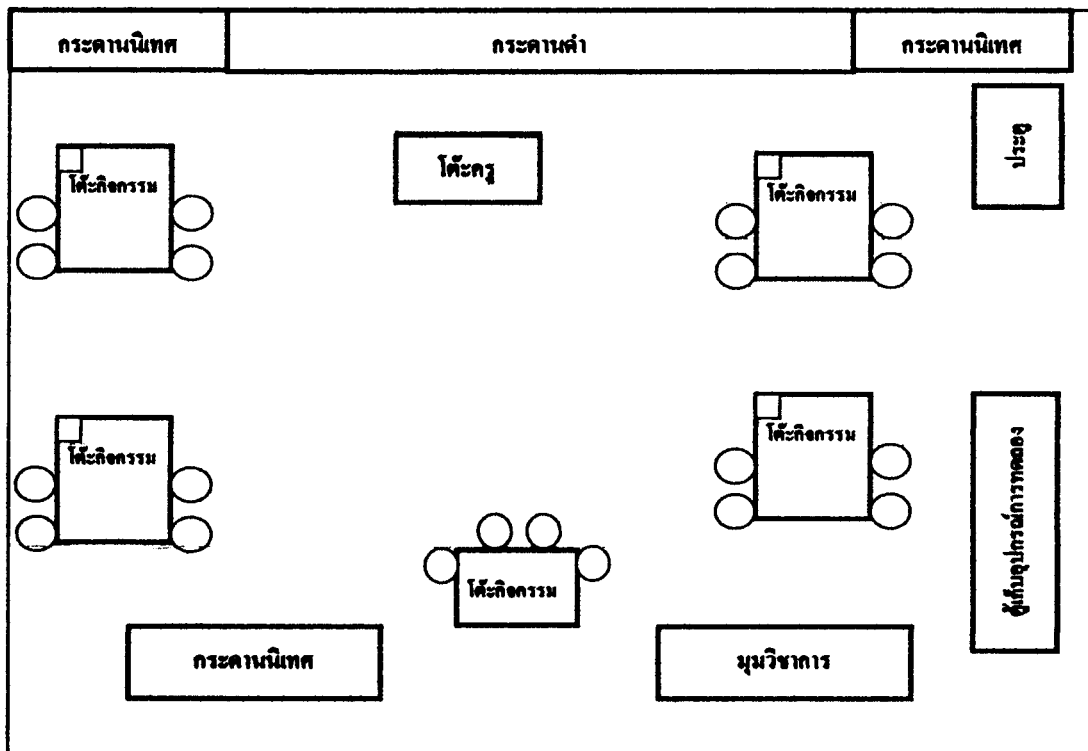 กระดานนิเทศ
กระดานดำ
กระดานนิเทศ
ประตู
โต๊ะครู
โต๊ะกิจกรรม
โต๊ะกิจกรรม
โต๊ะกิจกรรม
โต๊ะกิจกรรม
ตู้เก็บอุปกรณ์การทดลอง
โต๊ะกิจกรรม
กระดานนิเทศ
มุมวิชาการ